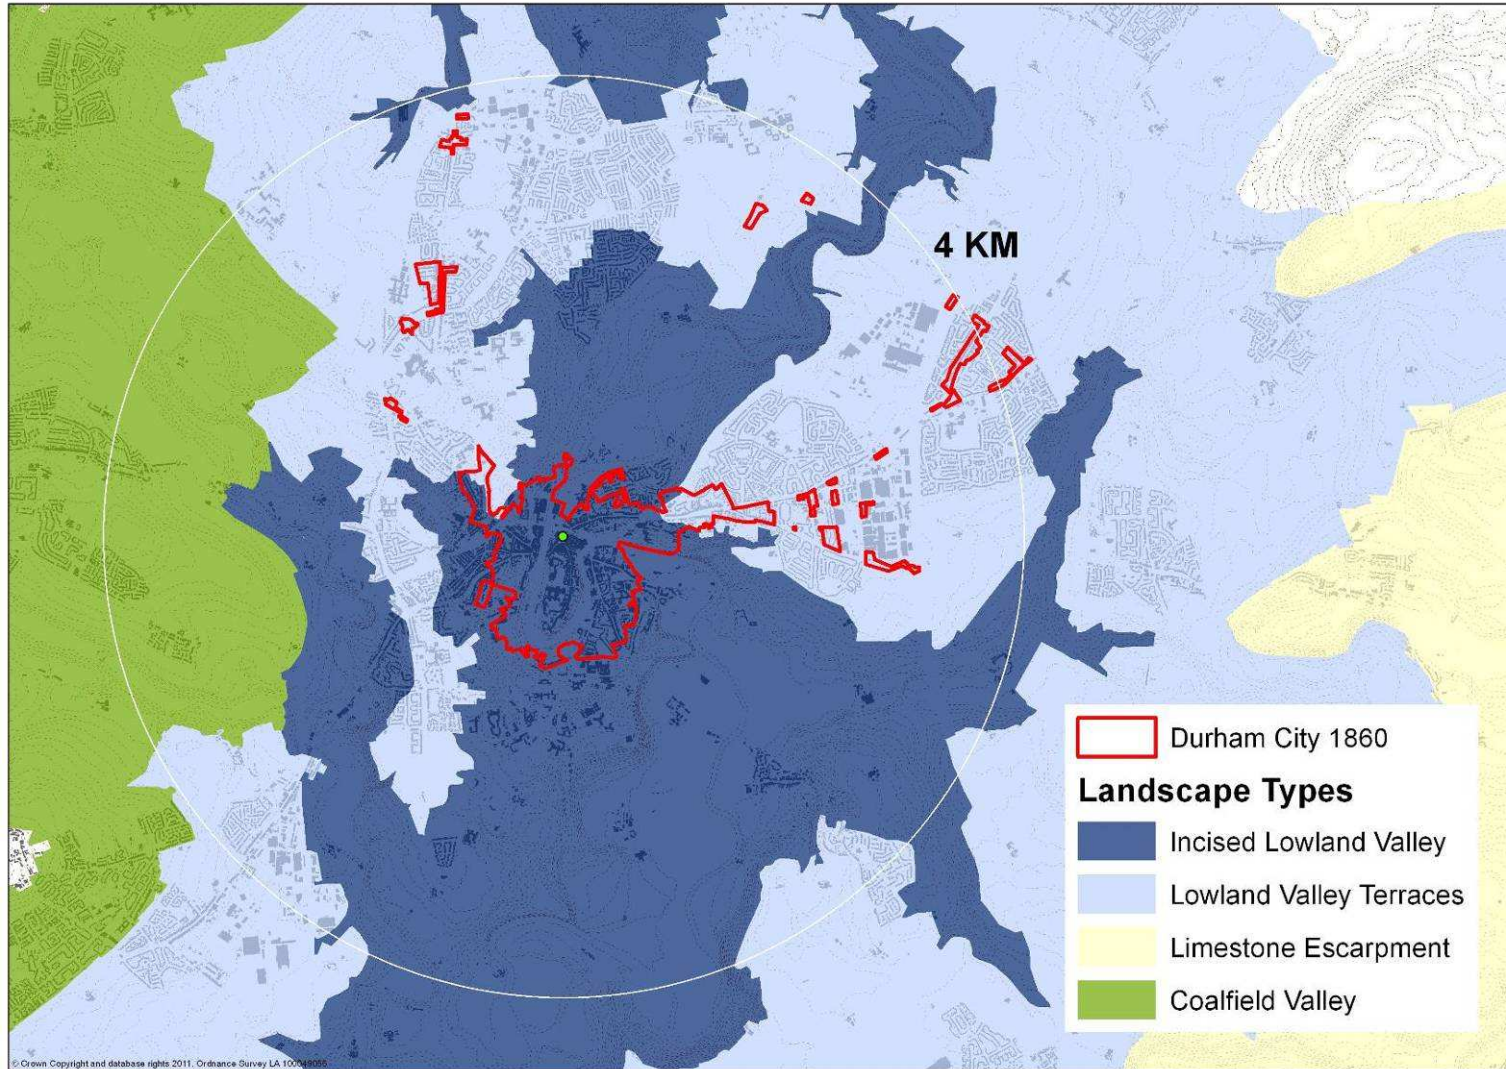 4 KM
Durham City 1860
Landscape Types
Incised Lowland Valley
Lowland Valley Terraces
Limestone Escarpment
Coalfield Valley
© Crown Copyright and database rights 2011. Ordnance Survey LA 100049055